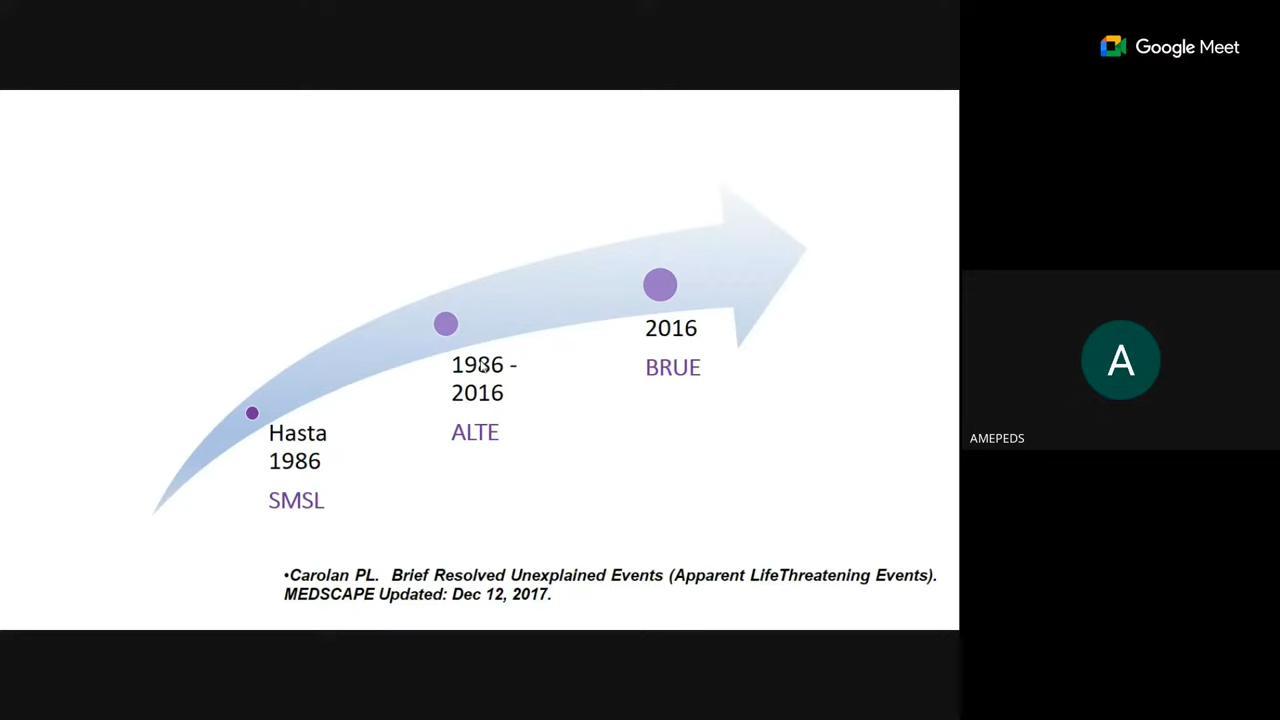 Google Meet
2016
BRUE
1986 -
2016
ALTE
Hasta
1986
SMSL
•Carolan PL. Brief Resolved Unexplained Events (Apparent LifeThreatening Events).
MEDSCAPE Updated: Dec 12, 2017.
A
AMEPEDS